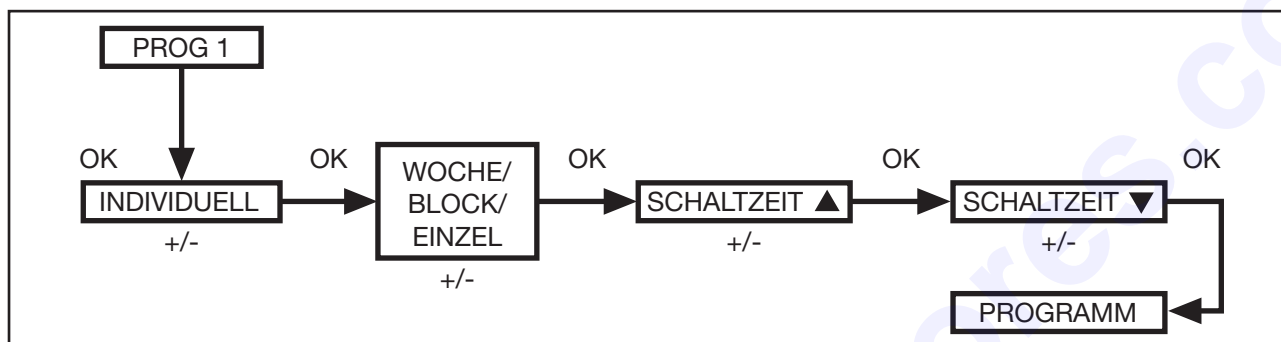 PROG 1
OK
INDIVIDUELL
+/-
OK
WOCHE/
BLOCK/
EINZEL
+/-
OK
SCHALTZEIT ▲
+/-
OK
SCHALTZEIT ▼
+/-
OK
PROGRAMM